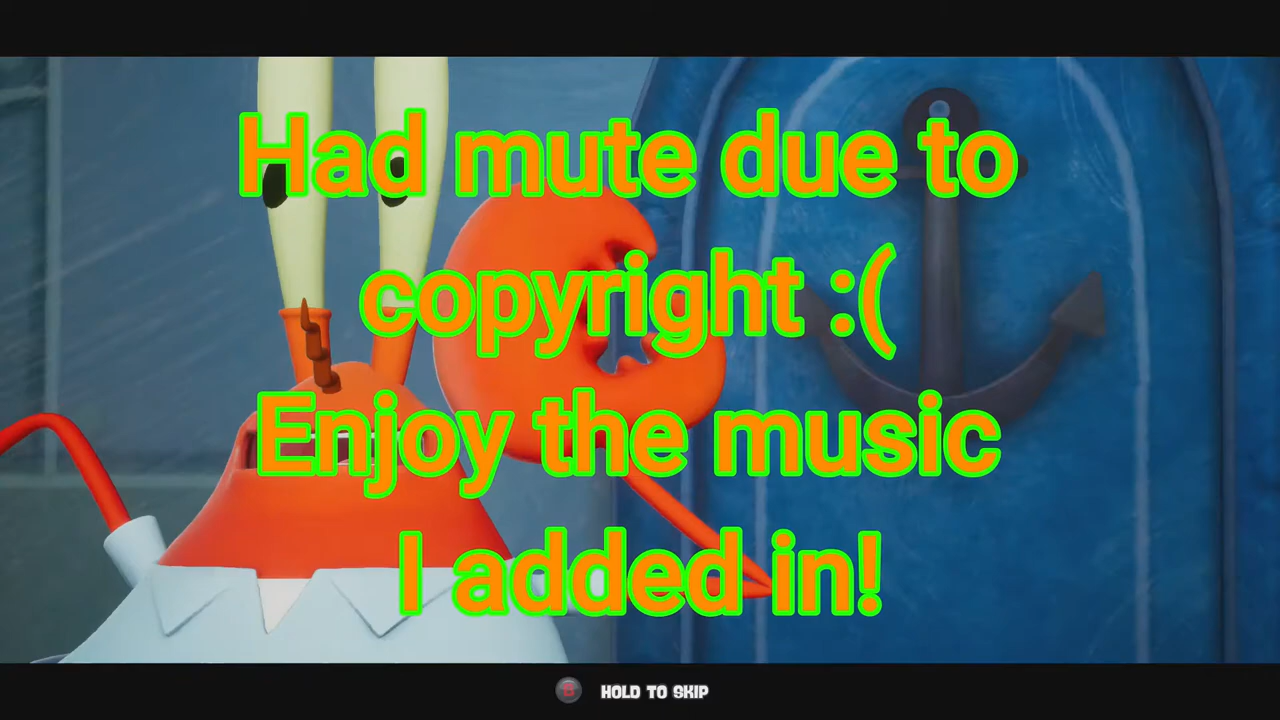 Had mute due to
copyright :(
Enjoy the music
I added in!
B HOLD TO SKIP